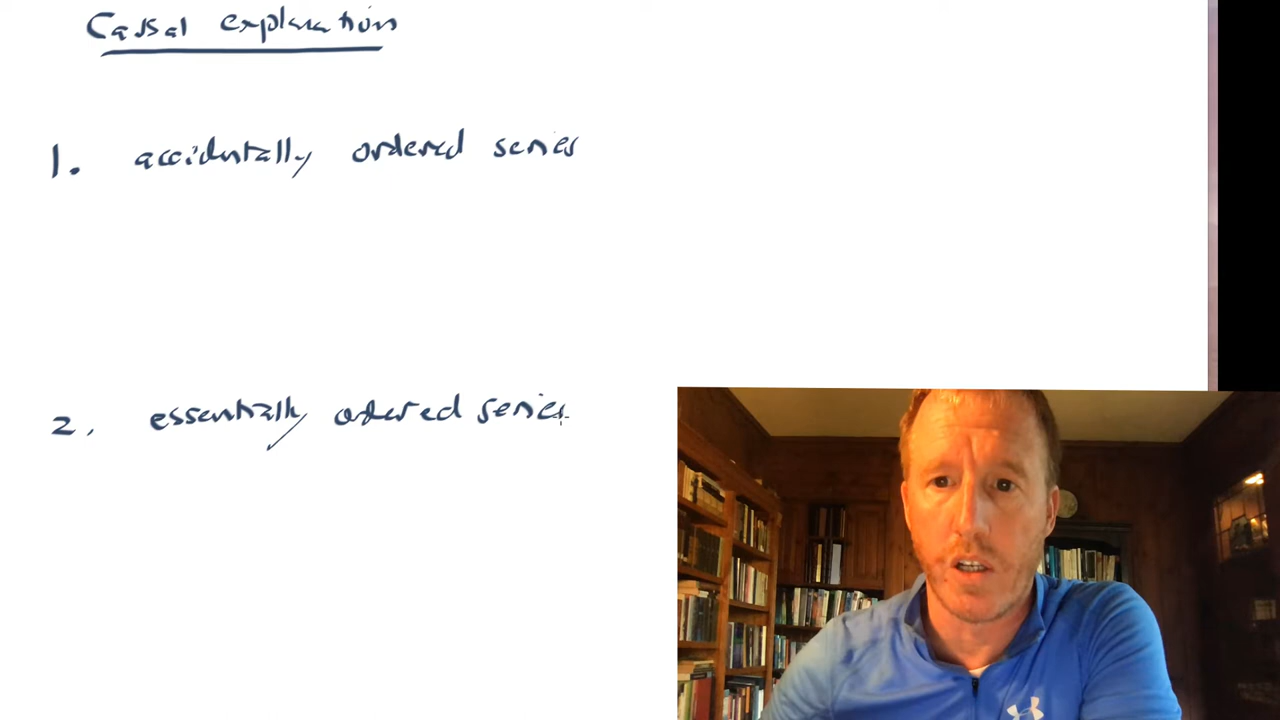 Causal explanation
1. accidentally ordered series
2. essentially ordered series